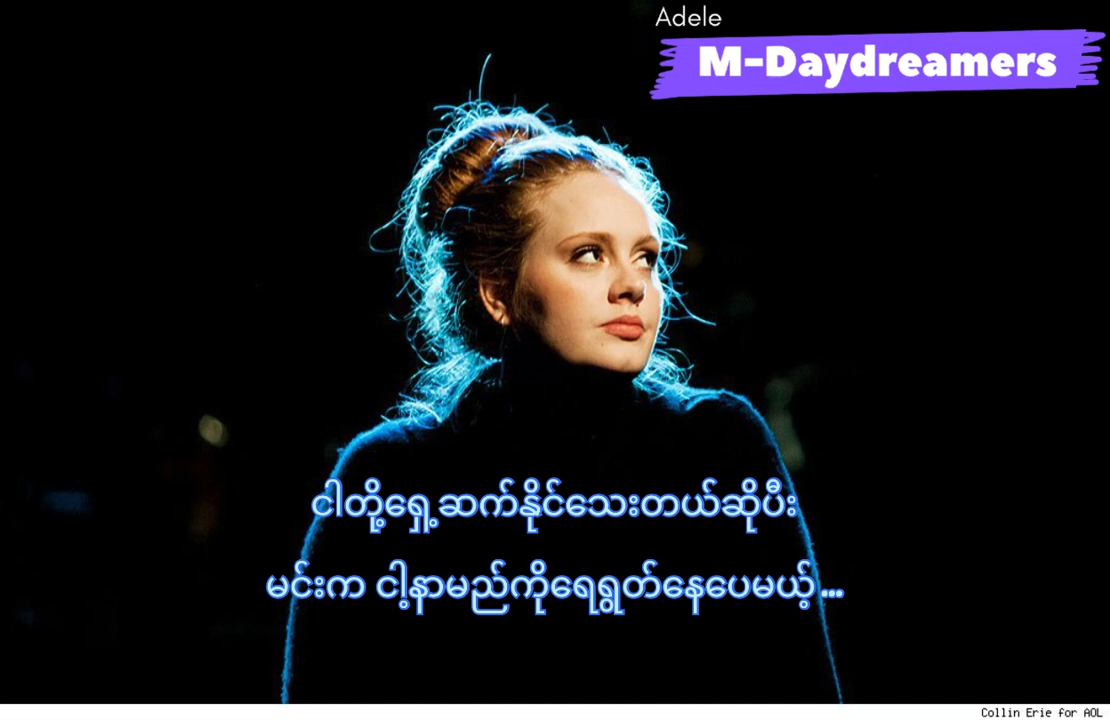 Adele
M-Daydreamers
ငါတို့ရှေ့ဆက်နိုင်သေးတယ်ဆိုပီး
မင်းက ငါ့နာမည်ကိုရေရွတ်နေပေမယ့်...
Collin Erie for AOL